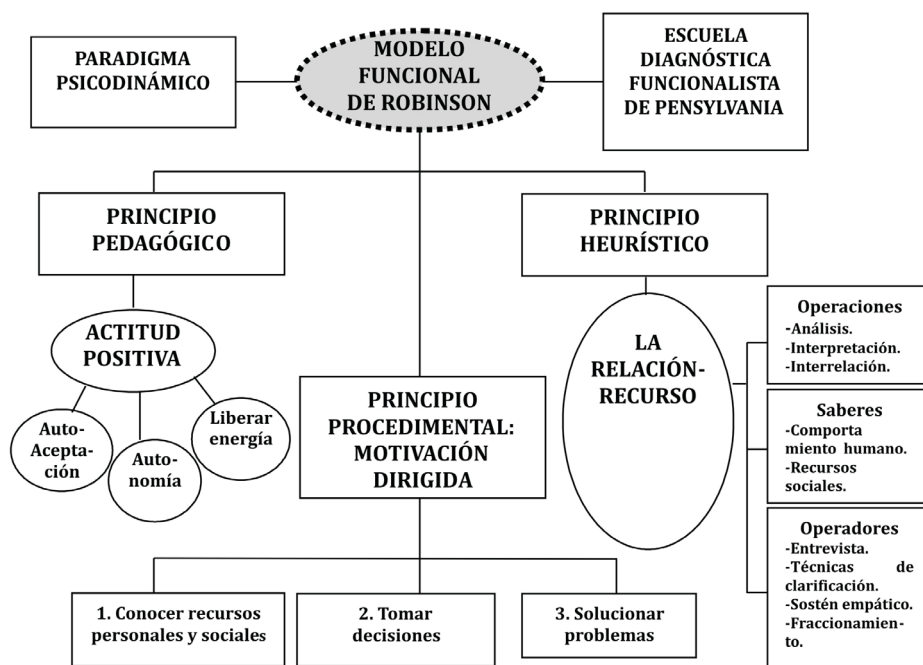 PARADIGMA
PSICODINÁMICO
MODELO
FUNCIONAL
DE ROBINSON
ESCUELA
DIAGNÓSTICA
FUNCIONALISTA
DE PENSYLVANIA
PRINCIPIO
PEDAGÓGICO
PRINCIPIO
HEURÍSTICO
ACTITUD
POSITIVA
Auto-
Acepta-
ción
Auto-
nomía
Liberar
energía
PRINCIPIO
PROCEDIMENTAL:
MOTIVACIÓN
DIRIGIDA
LA
RELACIÓN-
RECURSO
Operaciones
-Análisis.
-Interpretación.
-Interrelación.
Saberes
-Comporta
miento humano.
-Recursos
sociales.
Operadores
-Entrevista.
-Técnicas de
clarificación.
-Sostén empático.
-Fraccionamien-
to.
1. Conocer recursos
personales y sociales
2. Tomar
decisiones
3. Solucionar
problemas